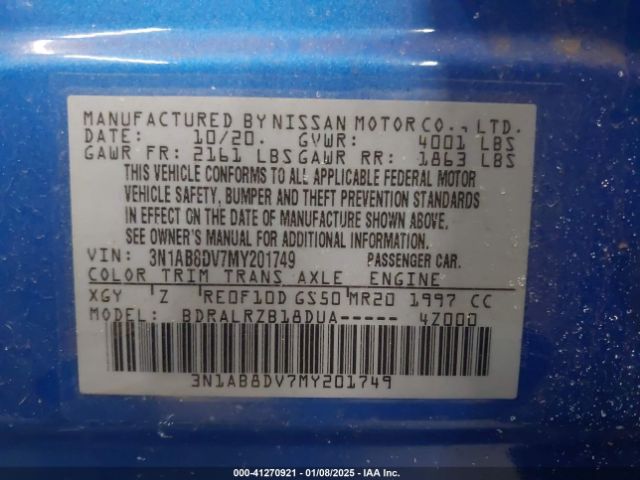 MANUFACTURED BY NISSAN MOTOR CO., LTD.
DATE: 10/20. GVWR: 4001 LBS
GAWR FR: 2161 LBS GAWR RR: 1863 LBS
THIS VEHICLE CONFORMS TO ALL APPLICABLE FEDERAL MOTOR
VEHICLE SAFETY, BUMPER AND THEFT PREVENTION STANDARDS
IN EFFECT ON THE DATE OF MANUFACTURE SHOWN ABOVE.
SEE OWNER'S MANUAL FOR ADDITIONAL INFORMATION.
VIN: 3N1AB8DV7MY201749 PASSENGER CAR.
COLOR TRIM TRANS AXLE ENGINE
XGY Z RE0F10D GS50 MR20 1997 CC
MODEL: BDRALRZB18DUA----- 4Z000
3N1AB8DV7MY201749
000-41270921 - 01/08/2025 - IAA Inc.